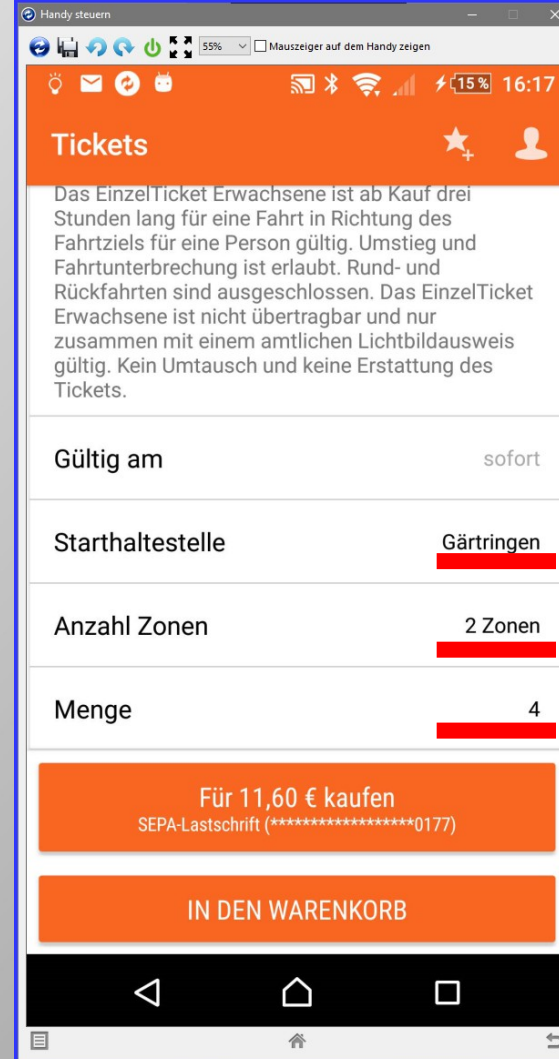 Handy steuern
55%
Mauszeiger auf dem Handy zeigen
15% 16:17
Tickets
Das EinzelTicket Erwachsene ist ab Kauf drei
Stunden lang für eine Fahrt in Richtung des
Fahrtziels für eine Person gültig. Umstieg und
Fahrtunterbrechung ist erlaubt. Rund- und
Rückfahrten sind ausgeschlossen. Das EinzelTicket
Erwachsene ist nicht übertragbar und nur
zusammen mit einem amtlichen Lichtbildausweis
gültig. Kein Umtausch und keine Erstattung des
Tickets.
Gültig am sofort
Starthaltestelle Gärtringen
Anzahl Zonen 2 Zonen
Menge 4
Für 11,60 € kaufen
SEPA-Lastschrift (******************0177)
IN DEN WARENKORB